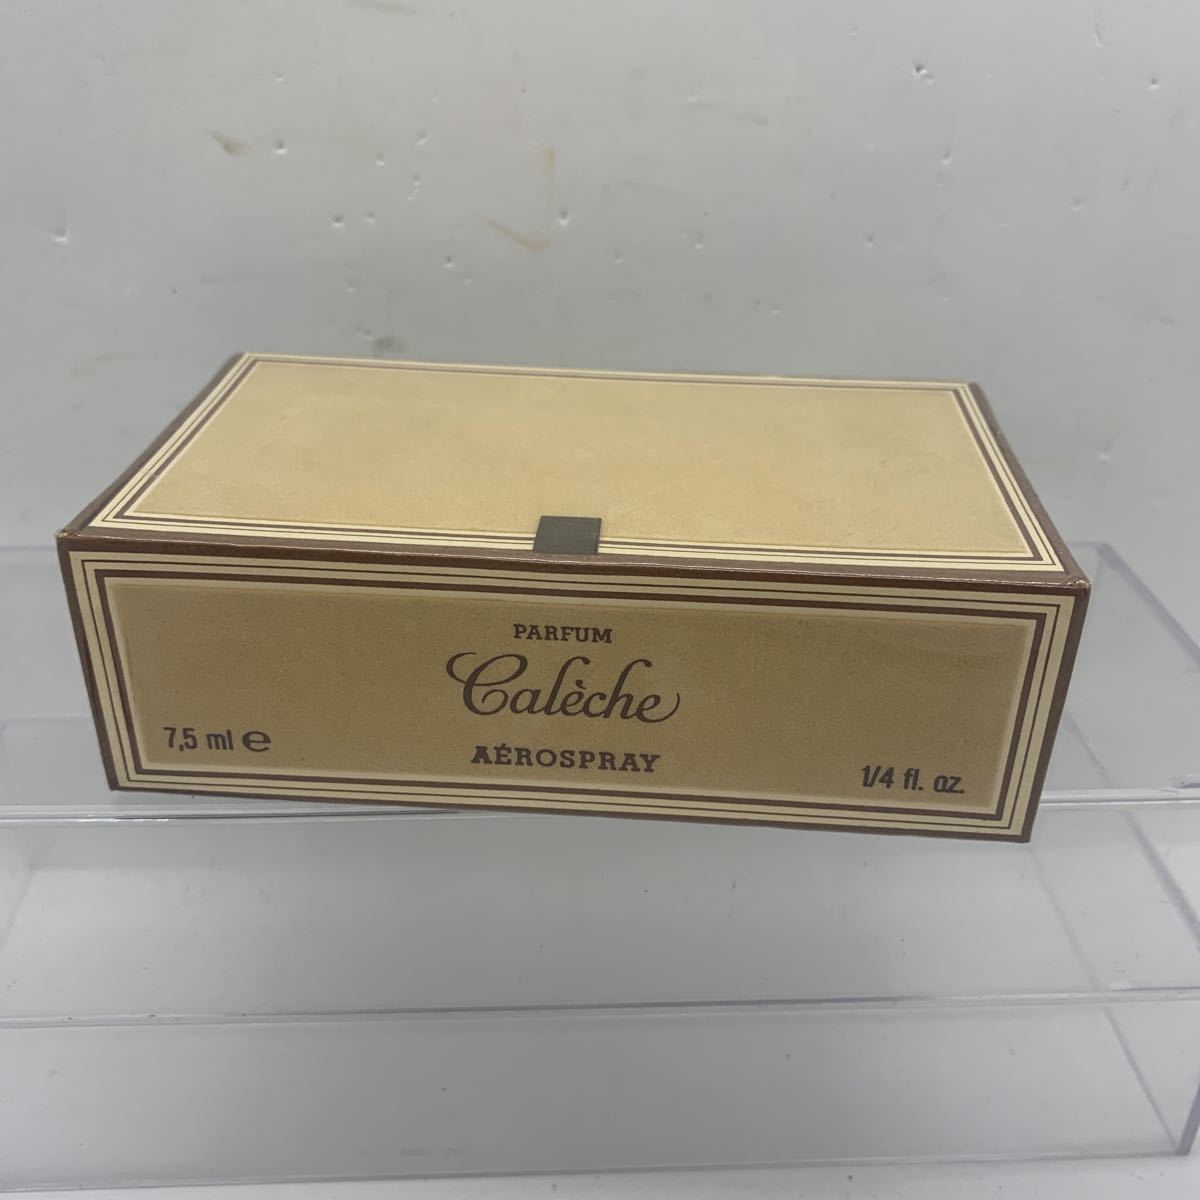 PARFUM
Calèche
AÉROSPRAY
7,5 ml ℮
1/4 fl. oz.